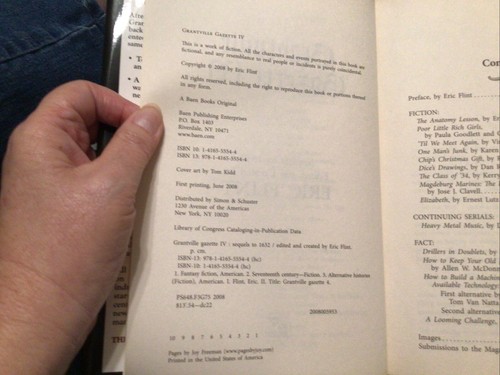 GRANTVILLE GAZETTE IV
This is a work of fiction. All the characters and events portrayed in this book are
fictional, and any resemblance to real people or incidents is purely coincidental.
Copyright © 2008 by Eric Flint
All rights reserved, including the right to reproduce this book or portions thereof
in any form.
A Baen Books Original
Baen Publishing Enterprises
P.O. Box 1403
Riverdale, NY 10471
www.baen.com
ISBN 10: 1-4165-5554-4
ISBN 13: 978-1-4165-5554-4
Cover art by Tom Kidd
First printing, June 2008
Distributed by Simon & Schuster
1230 Avenue of the Americas
New York, NY 10020
Library of Congress Cataloging-in-Publication Data
Grantville gazette IV : sequels to 1632 / edited and created by Eric Flint.
p. cm.
ISBN-13: 978-1-4165-5554-4 (hc)
ISBN-10: 1-4165-5554-4 (hc)
1. Fantasy fiction, American. 2. Seventeenth century--Fiction. 3. Alternative histories
(Fiction), American. I. Flint, Eric. II. Title: Grantville gazette 4.
PS648.F3G75 2008
813'.54--dc22
2008005953
10 9 8 7 6 5 4 3 2 1
Pages by Joy Freeman (www.pagesbyjoy.com)
Printed in the United States of America
Con
Preface, by Eric Flint
FICTION:
The Anatomy Lesson, by Er
Poor Little Rich Girls,
by Paula Goodlett and G
'Til We Meet Again, by Vir
One Man's Junk, by Karen
Chip's Christmas Gift, by R
Dice's Drawings, by Dan R
The Class of '34, by Kerry
Magdeburg Marines: The
by Jose J. Clavell
Elizabeth, by Ernest Lutz
CONTINUING SERIALS:
Heavy Metal Music, by D
FACT:
Drillers in Doublets, by
How to Keep Your Old
by Allen W. McDonn
How to Build a Machin
Available Technology
First alternative
Tom Van Natta
Second alternative
A Looming Challenge,
Images
Submissions to the Mag